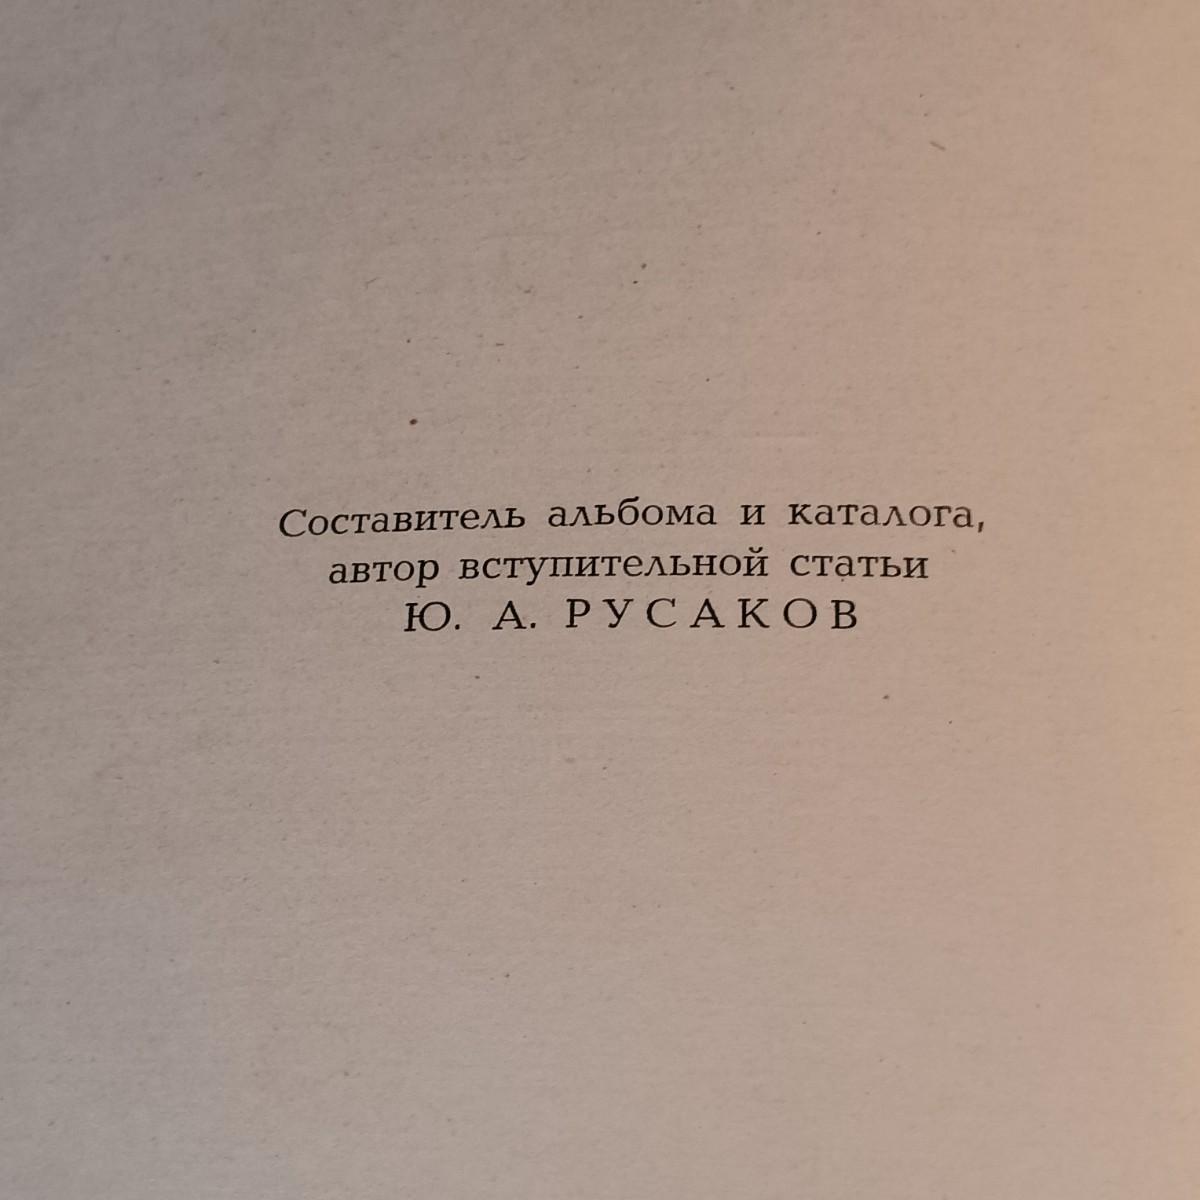 Составитель альбома и каталога,
автор вступительной статьи
Ю. А. РУСАКОВ